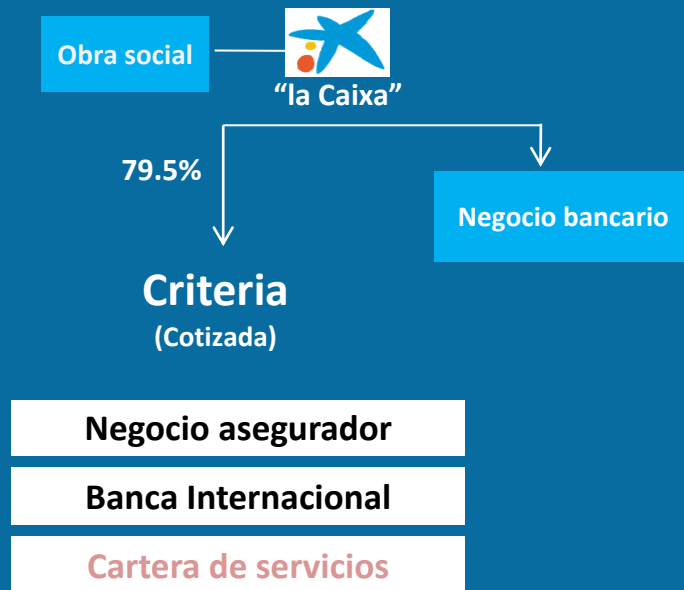 Obra social
“la Caixa”
79.5%
Negocio bancario
Criteria
(Cotizada)
Negocio asegurador
Banca Internacional
Cartera de servicios